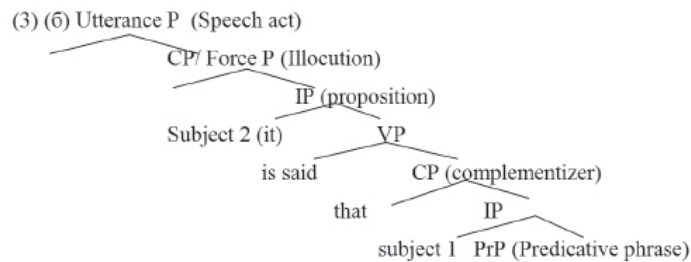 (3) (б) Utterance P (Speech act)
CP/ Force P (Illocution)
IP (proposition)
Subject 2 (it) VP
is said CP (complementizer)
that IP
subject 1 PrP (Predicative phrase)